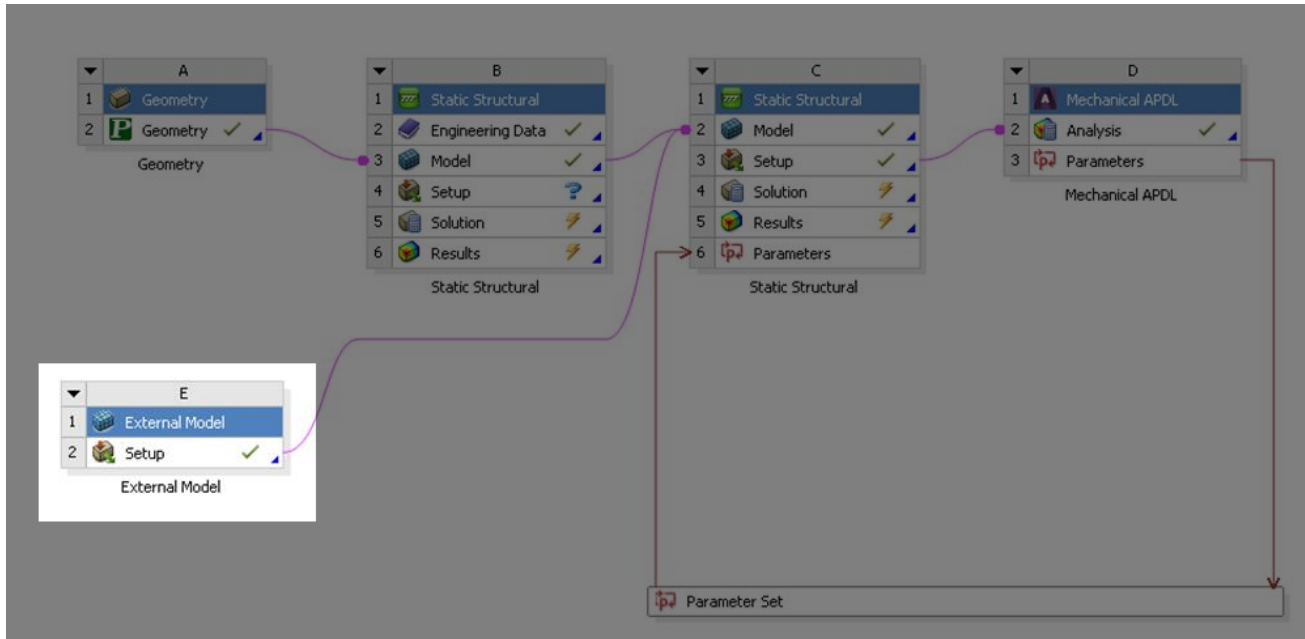 A
1 Geometry
2 Geometry
Geometry
B
1 Static Structural
2 Engineering Data
3 Model
4 Setup
5 Solution
6 Results
Static Structural
C
1 Static Structural
2 Model
3 Setup
4 Solution
5 Results
6 Parameters
Static Structural
D
1 Mechanical APDL
2 Analysis
3 Parameters
Mechanical APDL
E
1 External Model
2 Setup
External Model
Parameter Set